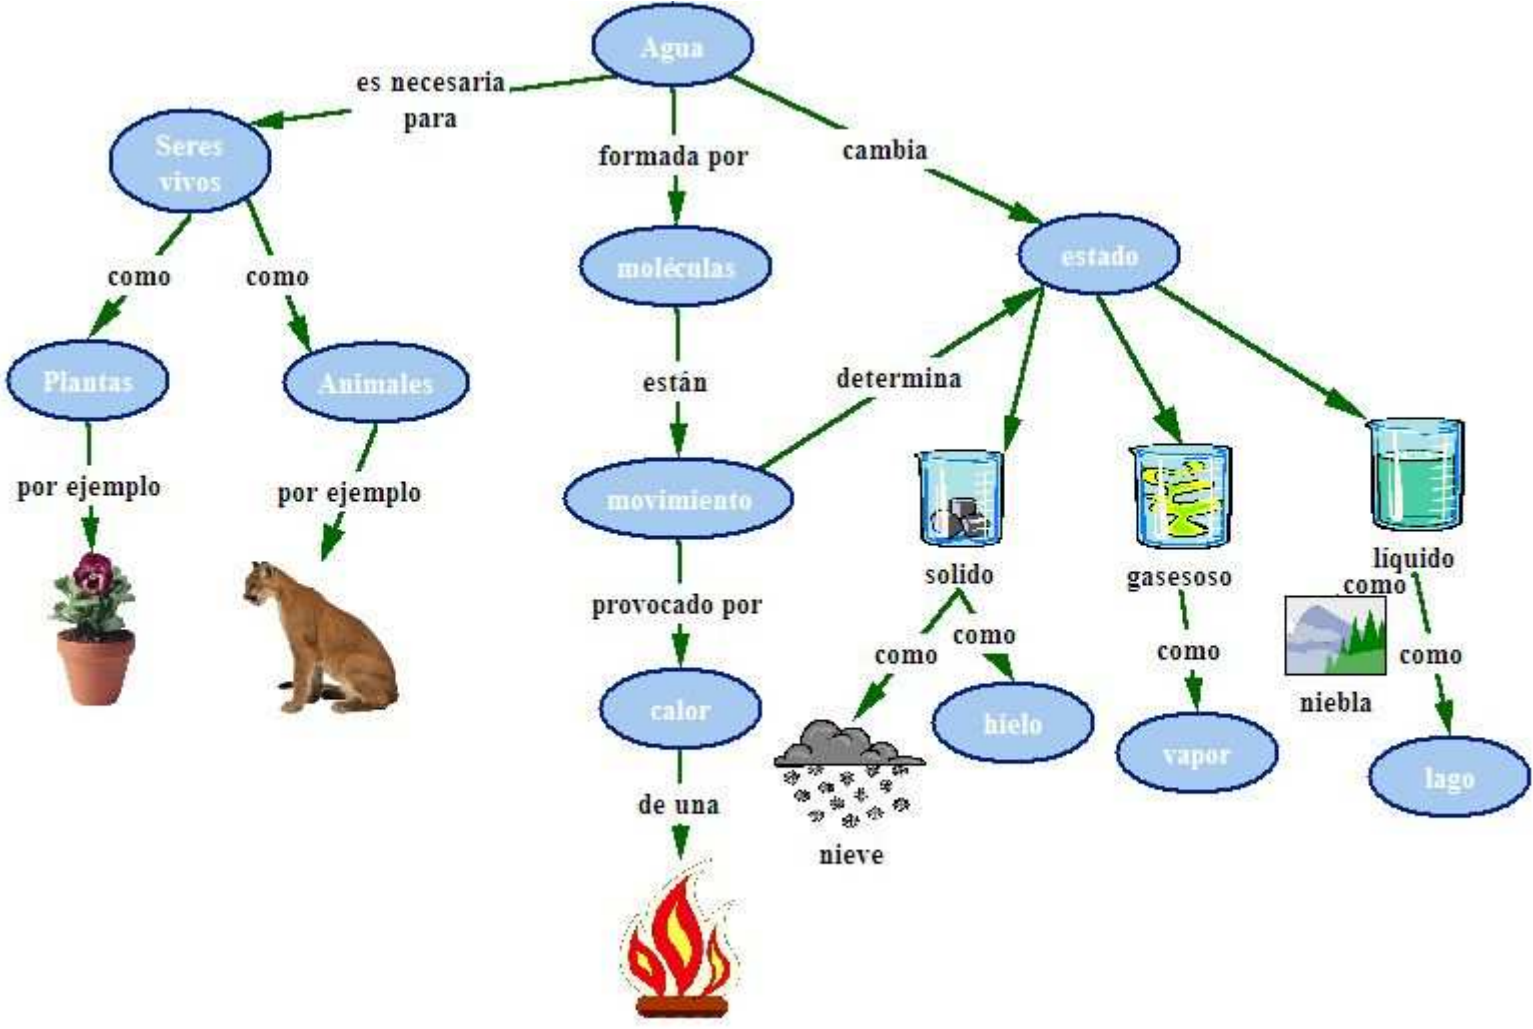 Agua
es necesaria
para
Seres
vivos
formada por
cambia
moléculas
estado
como
como
Plantas
Animales
están
determina
por ejemplo
por ejemplo
movimiento
provocado por
solido
gasesoso
líquido
como
como
como
como
como
niebla
calor
hielo
vapor
lago
de una
nieve